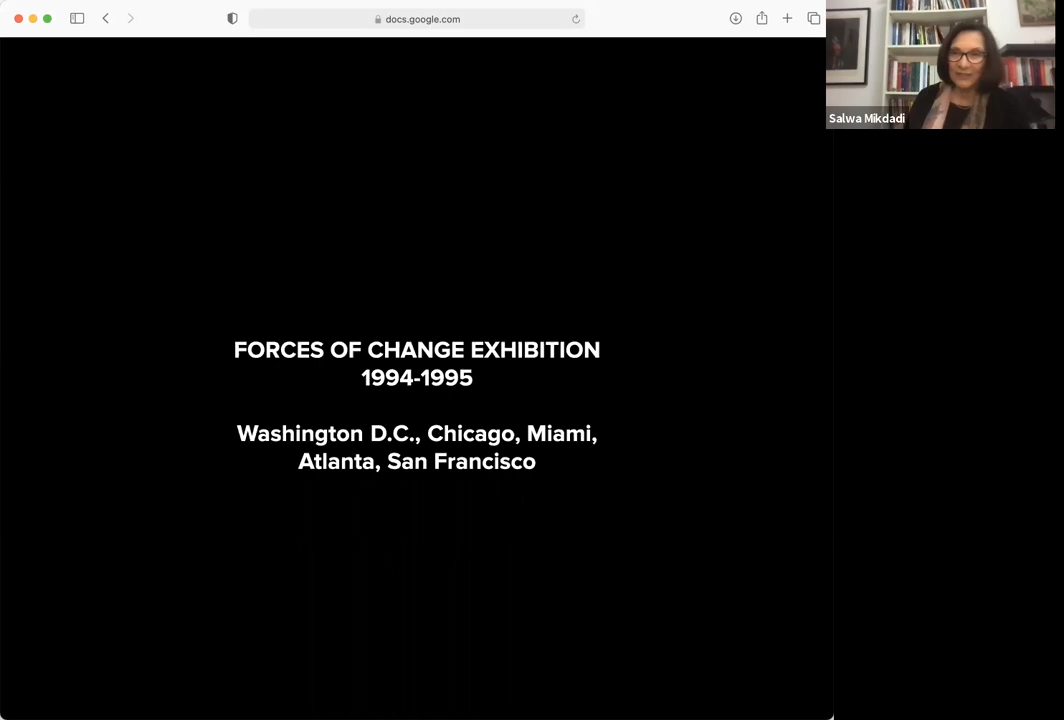 docs.google.com
Salwa Mikdadi
FORCES OF CHANGE EXHIBITION
1994-1995
Washington D.C., Chicago, Miami,
Atlanta, San Francisco